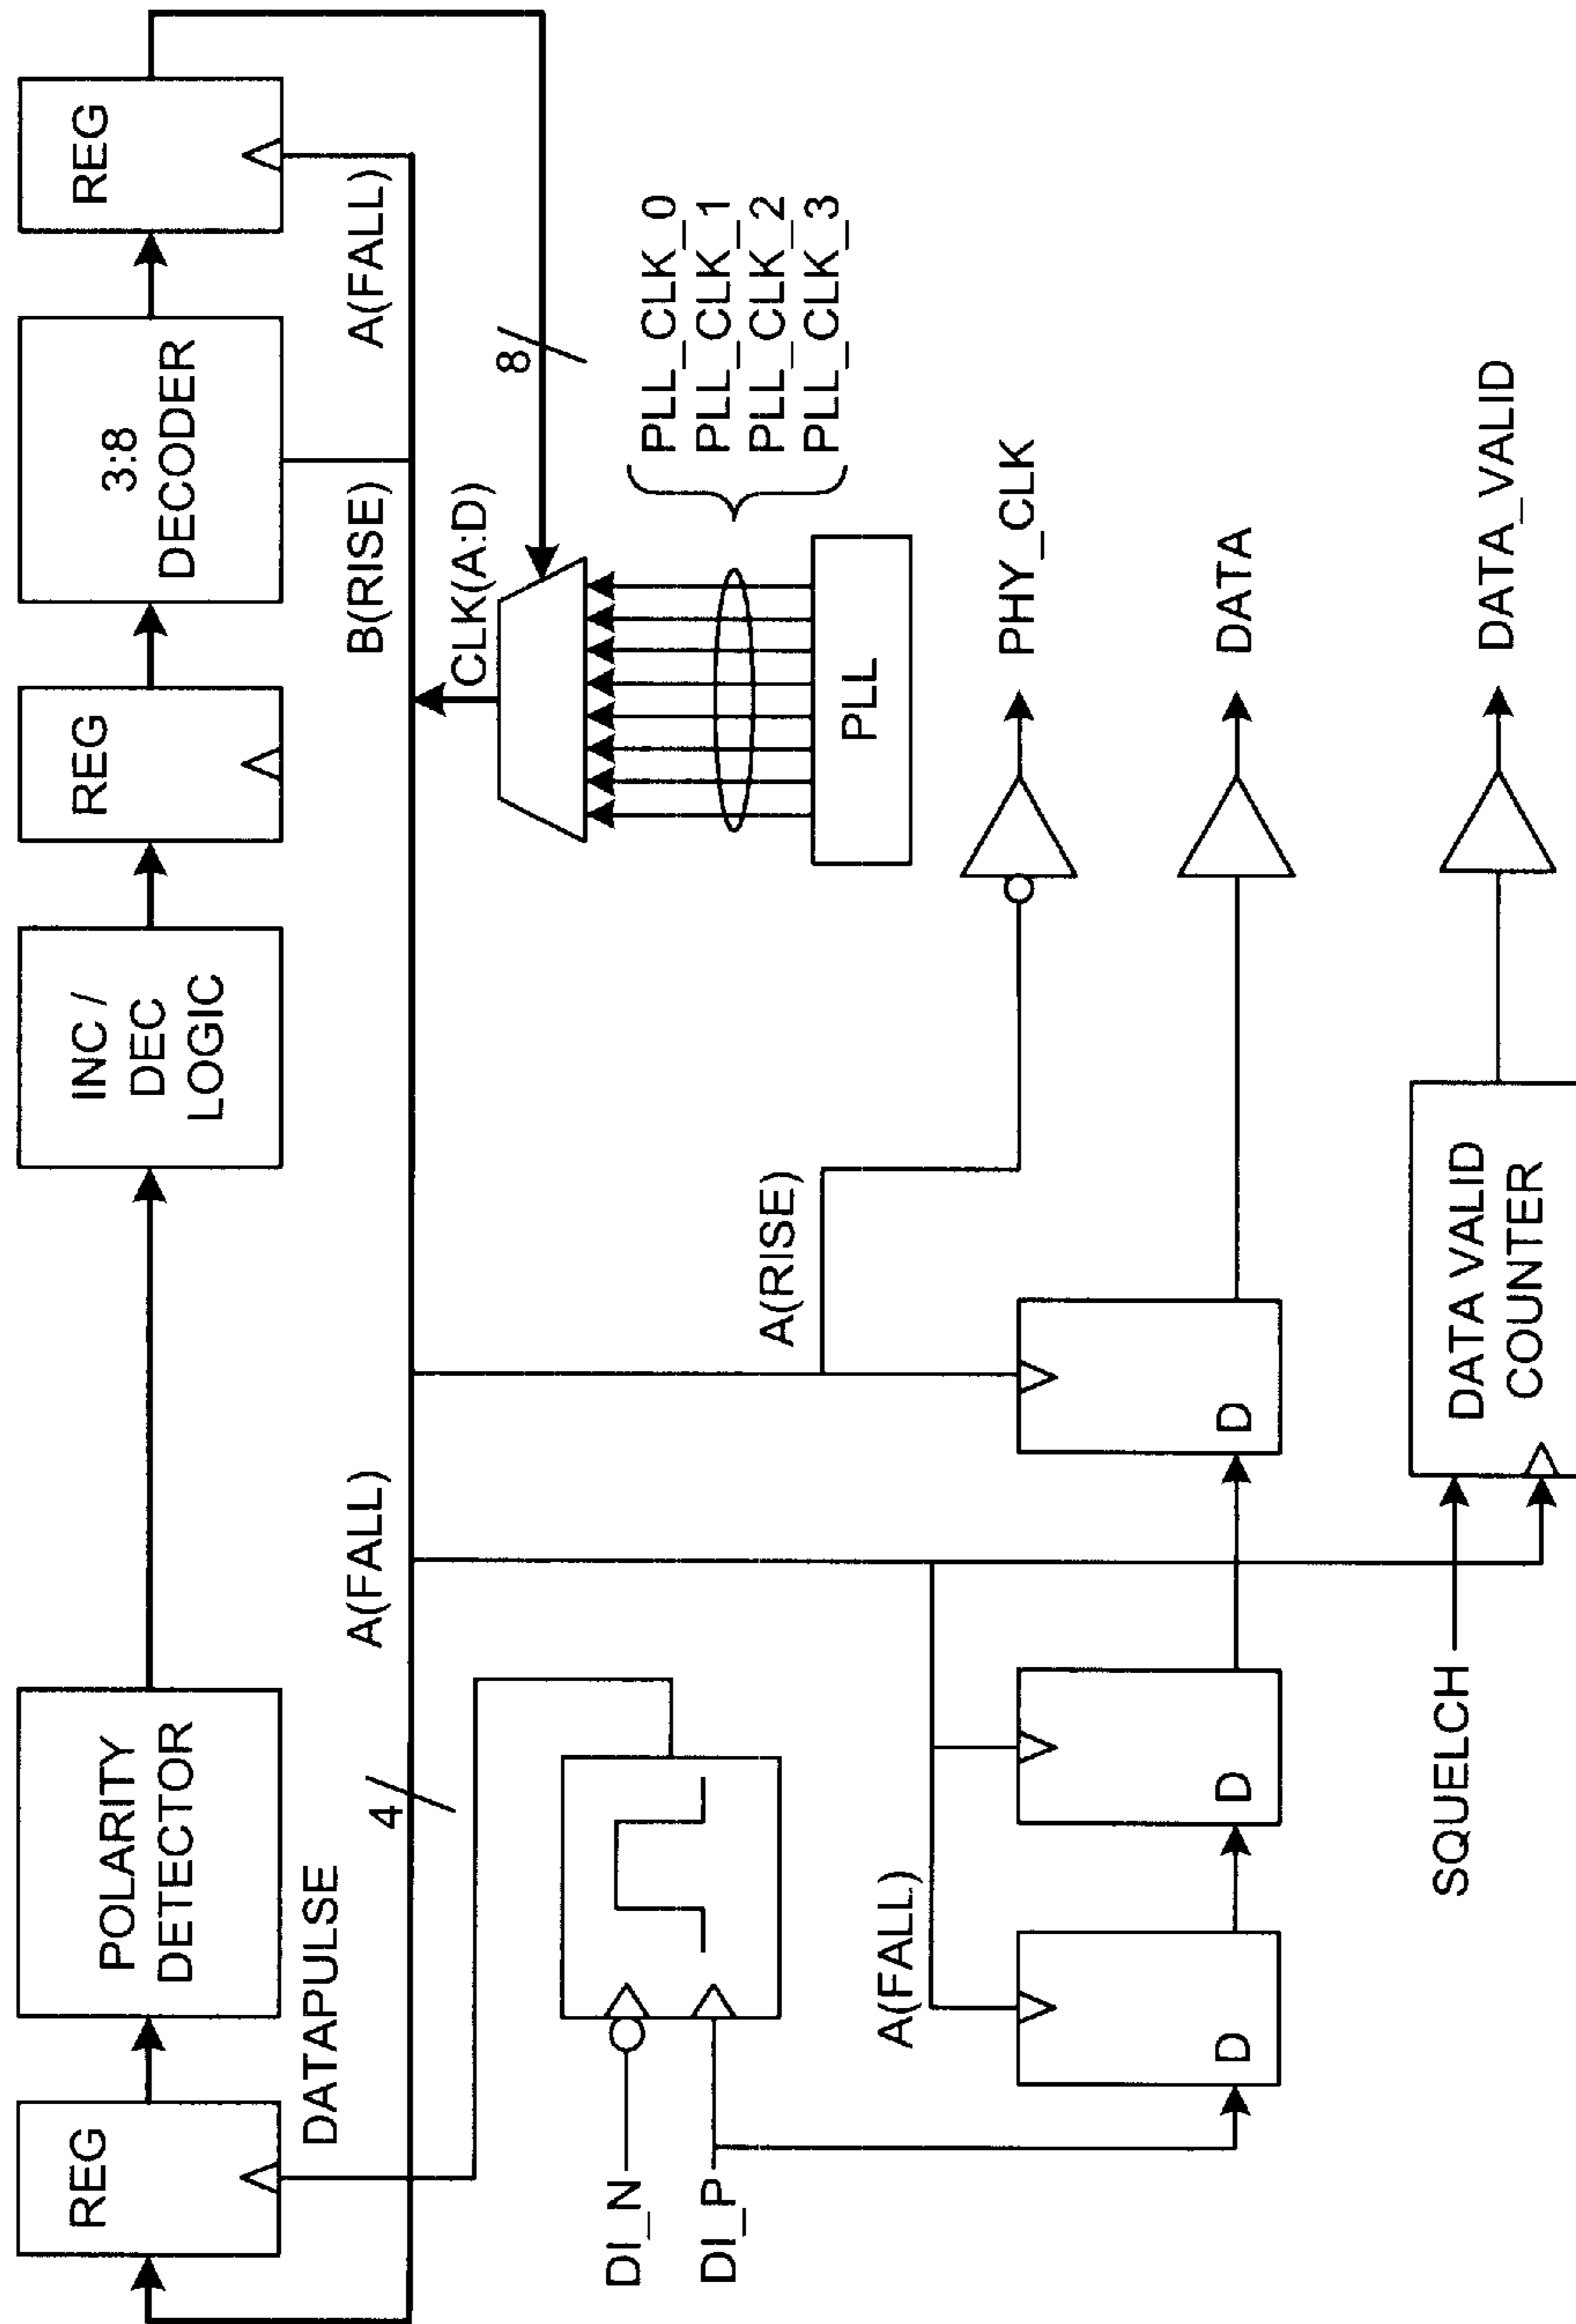 REG
POLARITY
DETECTOR
INC /
DEC
LOGIC
REG
3:8
DECODER
REG
DATAPULSE
4
A(FALL)
B(RISE)
A(FALL)
CLK(A:D)
8
DI_N
DI_P
PLL
PLL_CLK_0
PLL_CLK_1
PLL_CLK_2
PLL_CLK_3
A(FALL)
A(RISE)
PHY_CLK
D
D
D
DATA
SQUELCH
DATA VALID
COUNTER
DATA_VALID